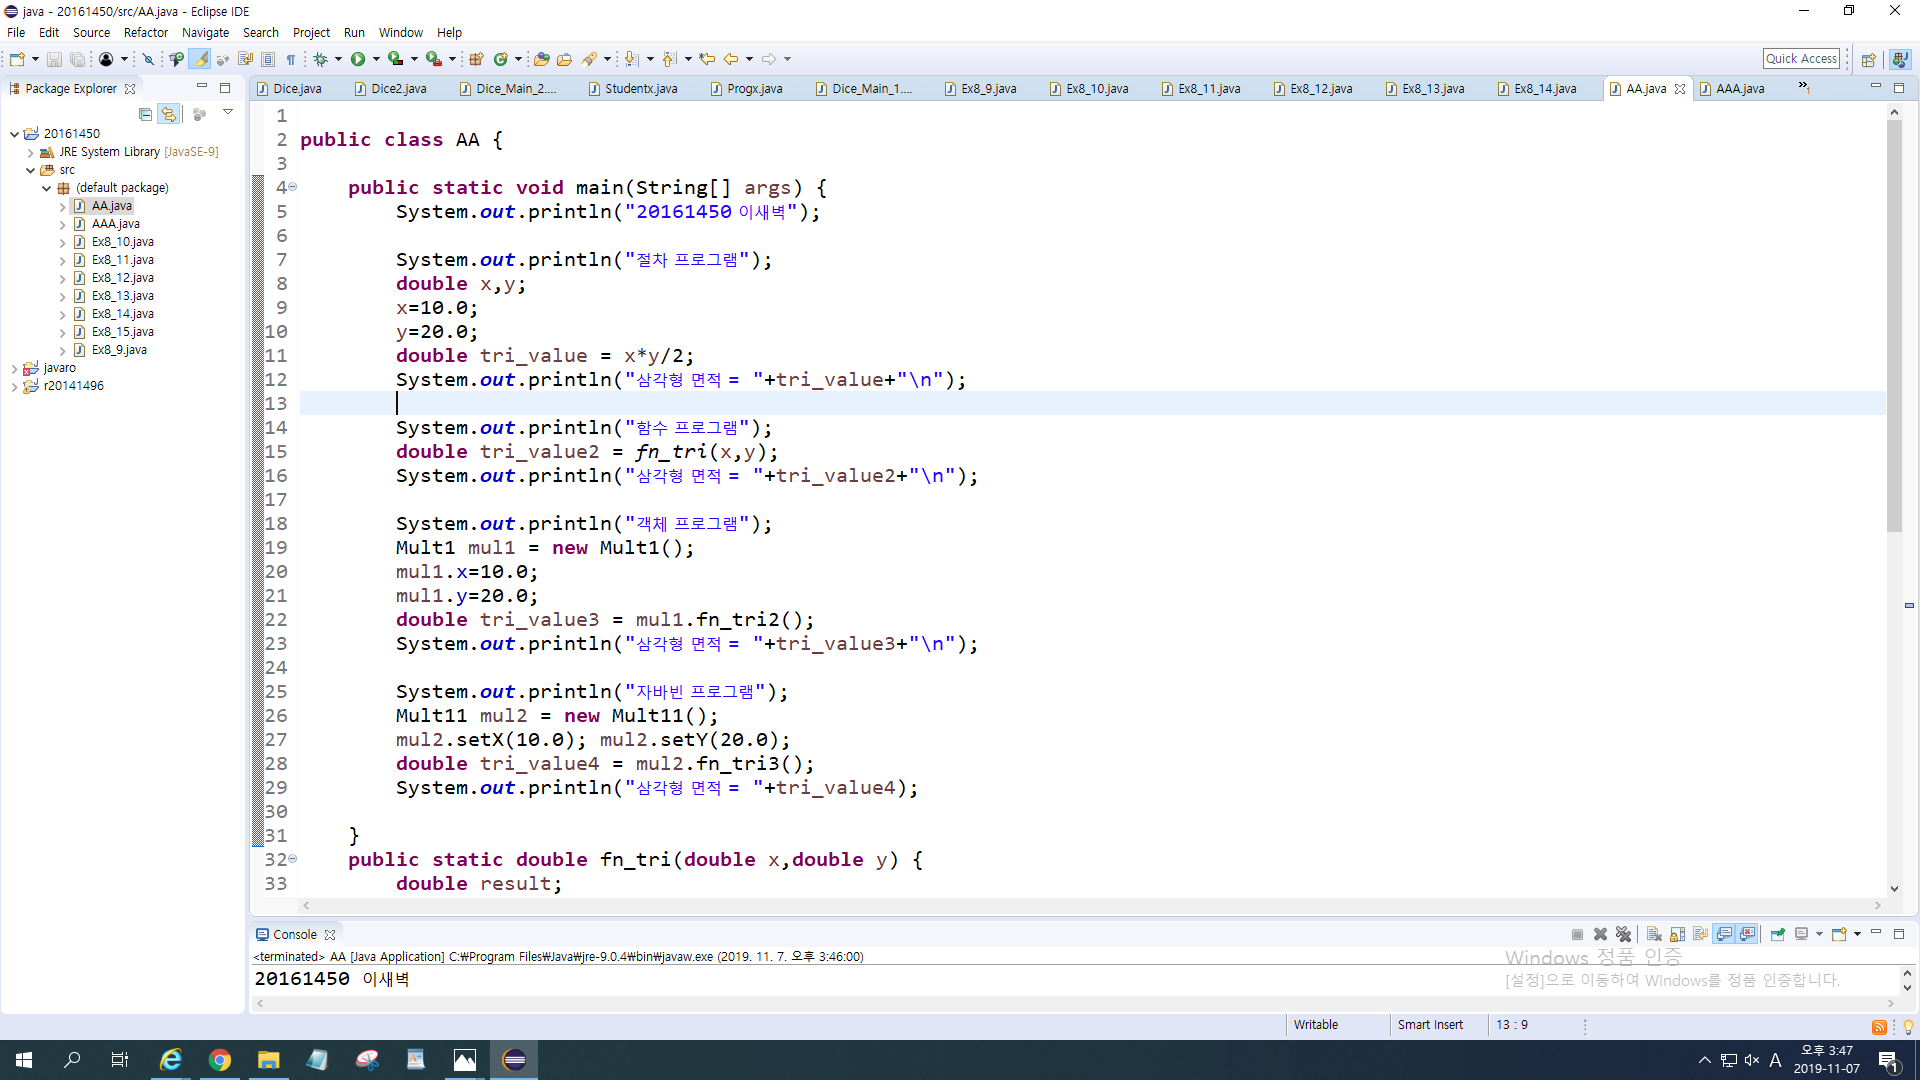 java - 20161450/src/AA.java - Eclipse IDE
File Edit Source Refactor Navigate Search Project Run Window Help
Quick Access
Package Explorer
Dice.java Dice2.java Dice_Main_2.... Studentx.java Progx.java Dice_Main_1.... Ex8_9.java Ex8_10.java Ex8_11.java Ex8_12.java Ex8_13.java Ex8_14.java AA.java AAA.java »1
20161450
JRE System Library [JavaSE-9]
src
(default package)
AA.java
AAA.java
Ex8_10.java
Ex8_11.java
Ex8_12.java
Ex8_13.java
Ex8_14.java
Ex8_15.java
Ex8_9.java
javaro
r20141496
1
2 public class AA {
3
4 public static void main(String[] args) {
5 System.out.println("20161450 이새벽");
6
7 System.out.println("절차 프로그램");
8 double x,y;
9 x=10.0;
10 y=20.0;
11 double tri_value = x*y/2;
12 System.out.println("삼각형 면적 = "+tri_value+"\n");
13
14 System.out.println("함수 프로그램");
15 double tri_value2 = fn_tri(x,y);
16 System.out.println("삼각형 면적 = "+tri_value2+"\n");
17
18 System.out.println("객체 프로그램");
19 Mult1 mul1 = new Mult1();
20 mul1.x=10.0;
21 mul1.y=20.0;
22 double tri_value3 = mul1.fn_tri2();
23 System.out.println("삼각형 면적 = "+tri_value3+"\n");
24
25 System.out.println("자바빈 프로그램");
26 Mult11 mul2 = new Mult11();
27 mul2.setX(10.0); mul2.setY(20.0);
28 double tri_value4 = mul2.fn_tri3();
29 System.out.println("삼각형 면적 = "+tri_value4);
30
31 }
32 public static double fn_tri(double x,double y) {
33 double result;
Console
<terminated> AA [Java Application] C:₩Program Files₩Java₩jre-9.0.4₩bin₩javaw.exe (2019. 11. 7. 오후 3:46:00)
20161450 이새벽
Windows 정품 인증
[설정]으로 이동하여 Windows를 정품 인증합니다.
Writable Smart Insert 13 : 9
A 오후 3:47
2019-11-07
1